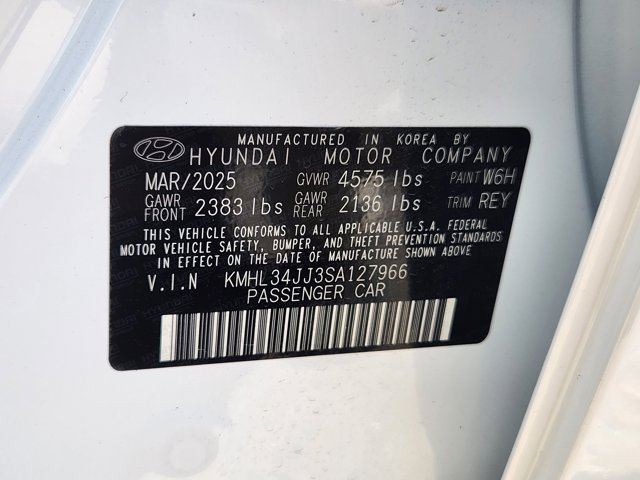 MANUFACTURED IN KOREA BY
HYUNDAI MOTOR COMPANY
MAR/2025 GVWR 4575 lbs PAINT W6H
GAWR FRONT 2383 lbs GAWR REAR 2136 lbs TRIM REY
THIS VEHICLE CONFORMS TO ALL APPLICABLE U.S.A. FEDERAL
MOTOR VEHICLE SAFETY, BUMPER, AND THEFT PREVENTION STANDARDS
IN EFFECT ON THE DATE OF MANUFACTURE SHOWN ABOVE.
V.I.N KMHL34JJ3SA127966
PASSENGER CAR